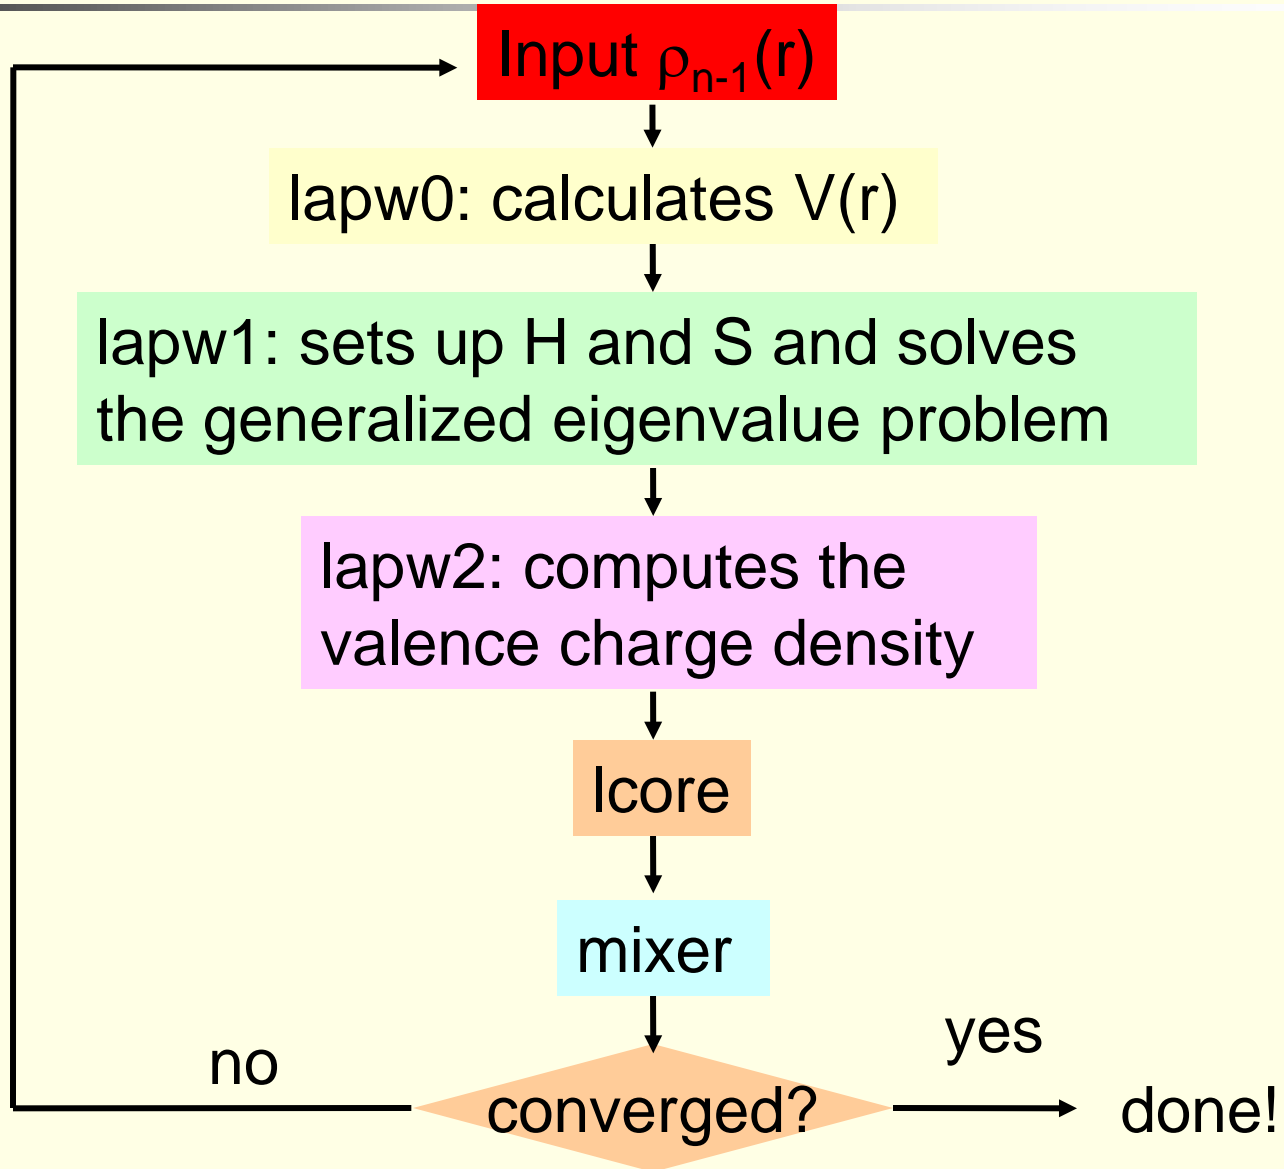 Input ρn-1(r)
lapw0: calculates V(r)
lapw1: sets up H and S and solves
the generalized eigenvalue problem
lapw2: computes the
valence charge density
lcore
mixer
no
yes
converged?
done!